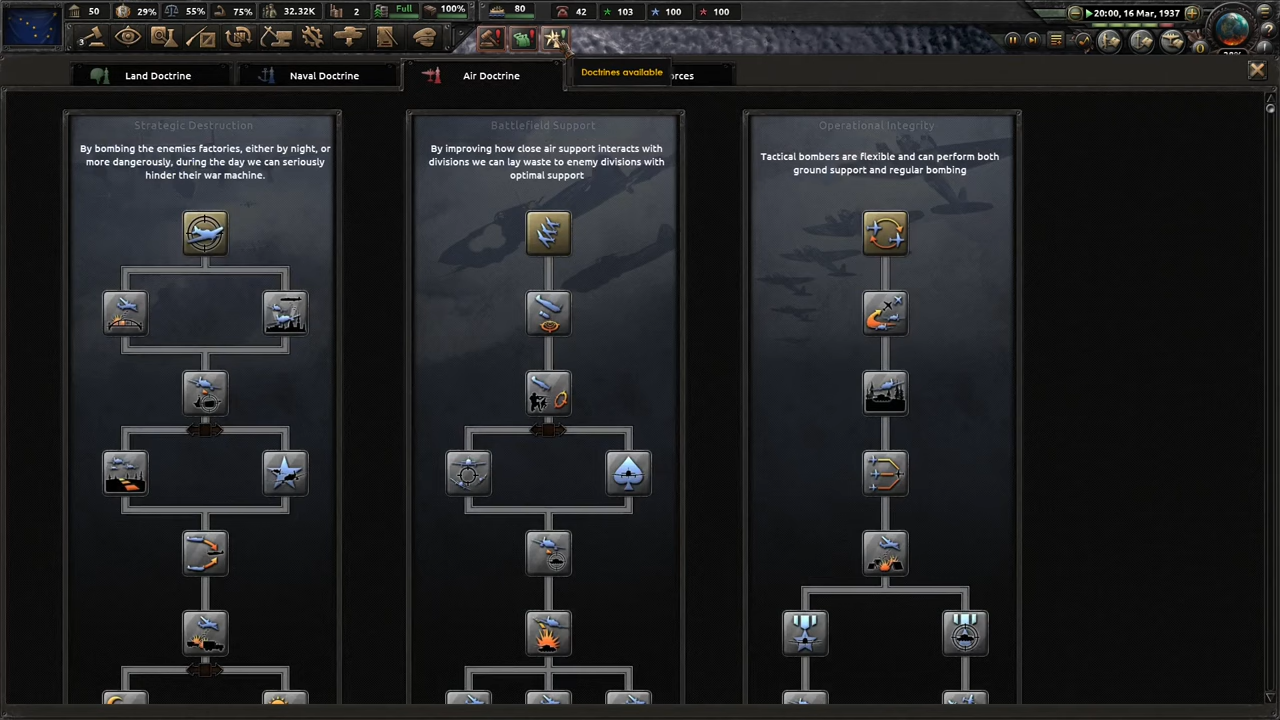 50
29%
55%
75%
32.32K
2
Full
100%
80
42
103
100
100
20:00, 16 Mar, 1937
3
0
Land Doctrine
Naval Doctrine
Air Doctrine
Doctrines available
orces
Strategic Destruction
By bombing the enemies factories, either by night, or
more dangerously, during the day we can seriously
hinder their war machine.
Battlefield Support
By improving how close air support interacts with
divisions we can lay waste to enemy divisions with
optimal support
Operational Integrity
Tactical bombers are flexible and can perform both
ground support and regular bombing